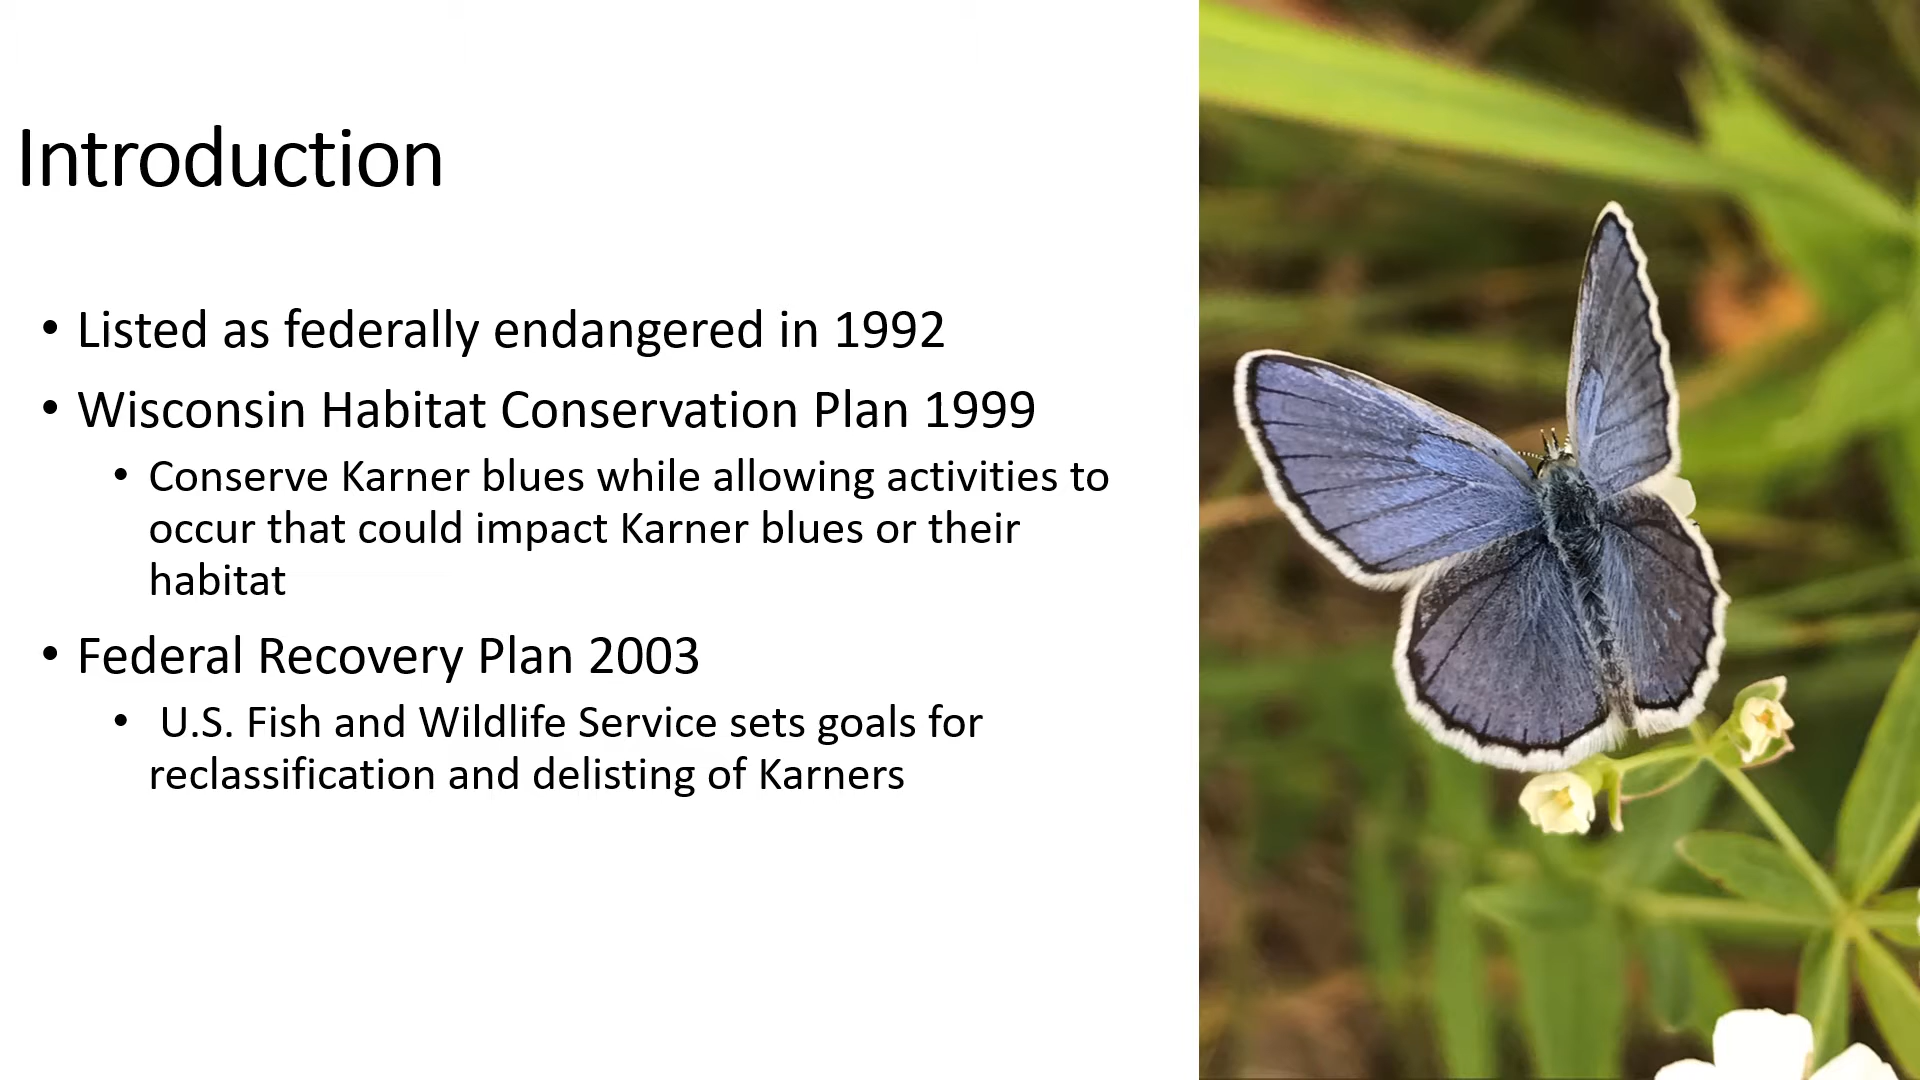 Introduction
• Listed as federally endangered in 1992
• Wisconsin Habitat Conservation Plan 1999
• Conserve Karner blues while allowing activities to
occur that could impact Karner blues or their
habitat
• Federal Recovery Plan 2003
• U.S. Fish and Wildlife Service sets goals for
reclassification and delisting of Karners